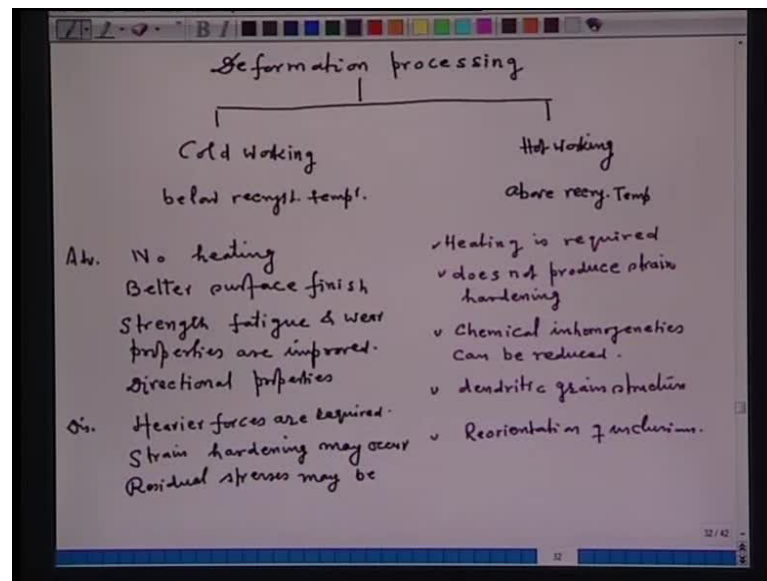 B I
Deformation processing
Cold Working
below recryst. tempr.
Adv. No heating
Better surface finish
Strength fatigue & wear
properties are improved.
Directional properties
Dis. Heavier forces are required.
Strain hardening may occur
Residual stresses may be
Hot Working
Above recry. Temp
Heating is required
does not produce strain
hardening
Chemical inhomogeneties
can be reduced.
dendritic grain structure
Reorientation of inclusions.
32/42
32